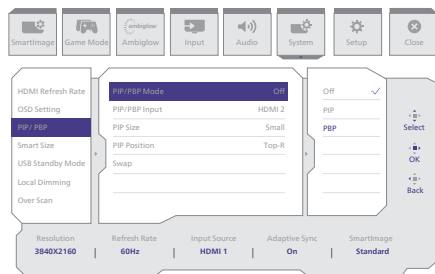 ambiglow
SmartImage
Game Mode
Ambiglow
Input
Audio
System
Setup
Close
HDMI Refresh Rate
OSD Setting
PIP/ PBP
Smart Size
USB Standby Mode
Local Dimming
Over Scan
PIP/PBP Mode Off
PIP/PBP Input HDMI 2
PIP Size Small
PIP Position Top-R
Swap
Off
PIP
PBP
Select
OK
Back
Resolution Refresh Rate Input Source Adaptive Sync SmartImage
3840X2160 | 60Hz | HDMI 1 | On | Standard